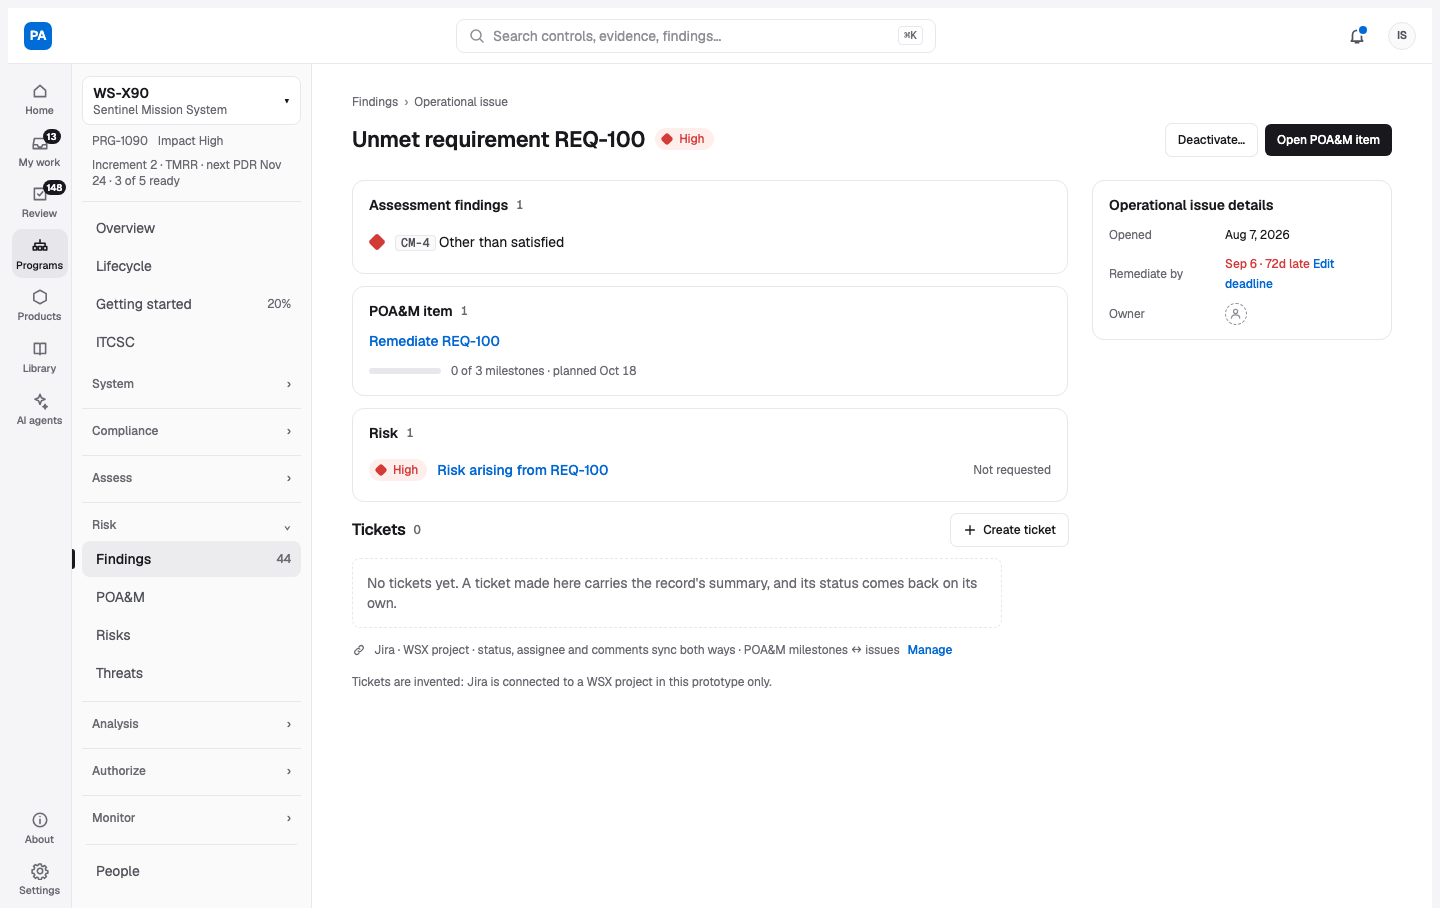 PA
Search controls, evidence, findings...
⌘K
IS
Home
13
My work
148
Review
Programs
Products
Library
AI agents
About
Settings
WS-X90
Sentinel Mission System
PRG-1090 Impact High
Increment 2 · TMRR · next PDR Nov
24 · 3 of 5 ready
Overview
Lifecycle
Getting started 20%
ITCSC
System
Compliance
Assess
Risk
Findings 44
POA&M
Risks
Threats
Analysis
Authorize
Monitor
People
Findings › Operational issue
Unmet requirement REQ-100 High
Deactivate... Open POA&M item
Assessment findings 1
CM-4 Other than satisfied
POA&M item 1
Remediate REQ-100
0 of 3 milestones · planned Oct 18
Risk 1
High Risk arising from REQ-100 Not requested
Tickets 0
Create ticket
No tickets yet. A ticket made here carries the record's summary, and its status comes back on its
own.
Jira · WSX project · status, assignee and comments sync both ways · POA&M milestones ↔ issues Manage
Tickets are invented: Jira is connected to a WSX project in this prototype only.
Operational issue details
Opened Aug 7, 2026
Remediate by Sep 6 · 72d late Edit
deadline
Owner